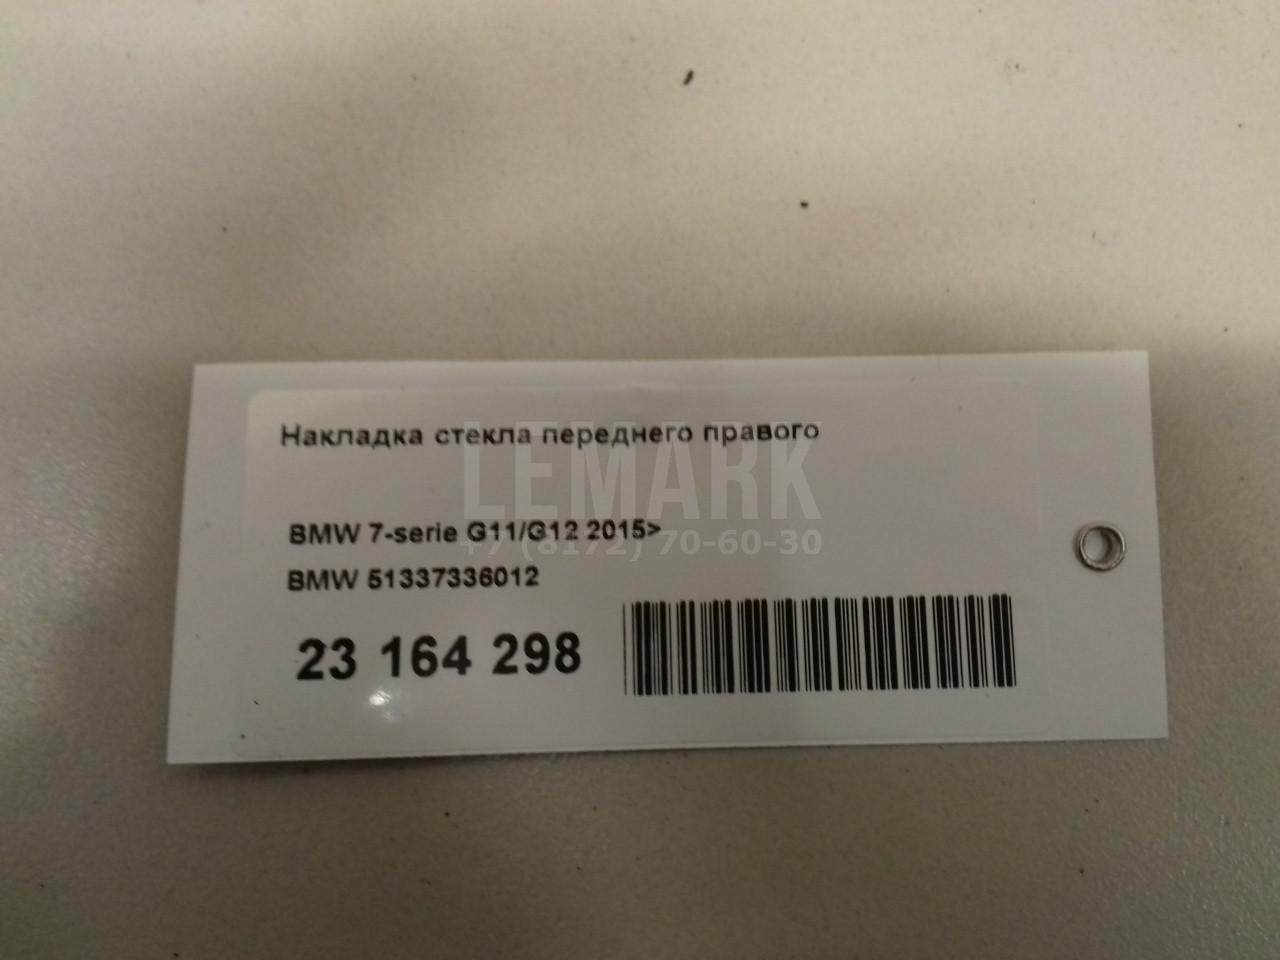 Накладка стекла переднего правого
LEMARK
BMW 7-serie G11/G12 2015>
+7 (8172) 70-60-30
BMW 51337336012
23 164 298